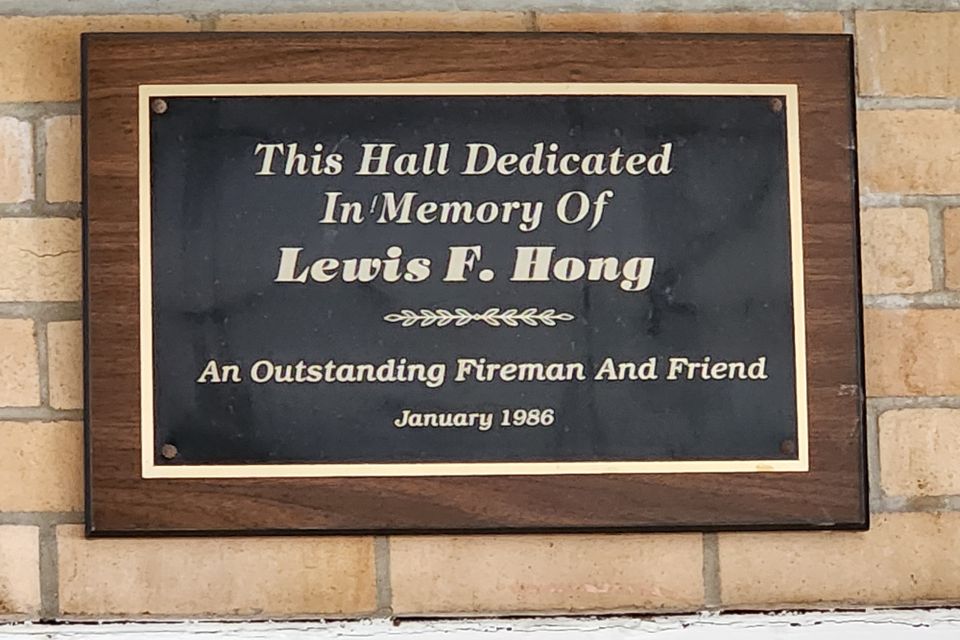 This Hall Dedicated
In Memory Of
Lewis F. Hong
An Outstanding Fireman And Friend
January 1986